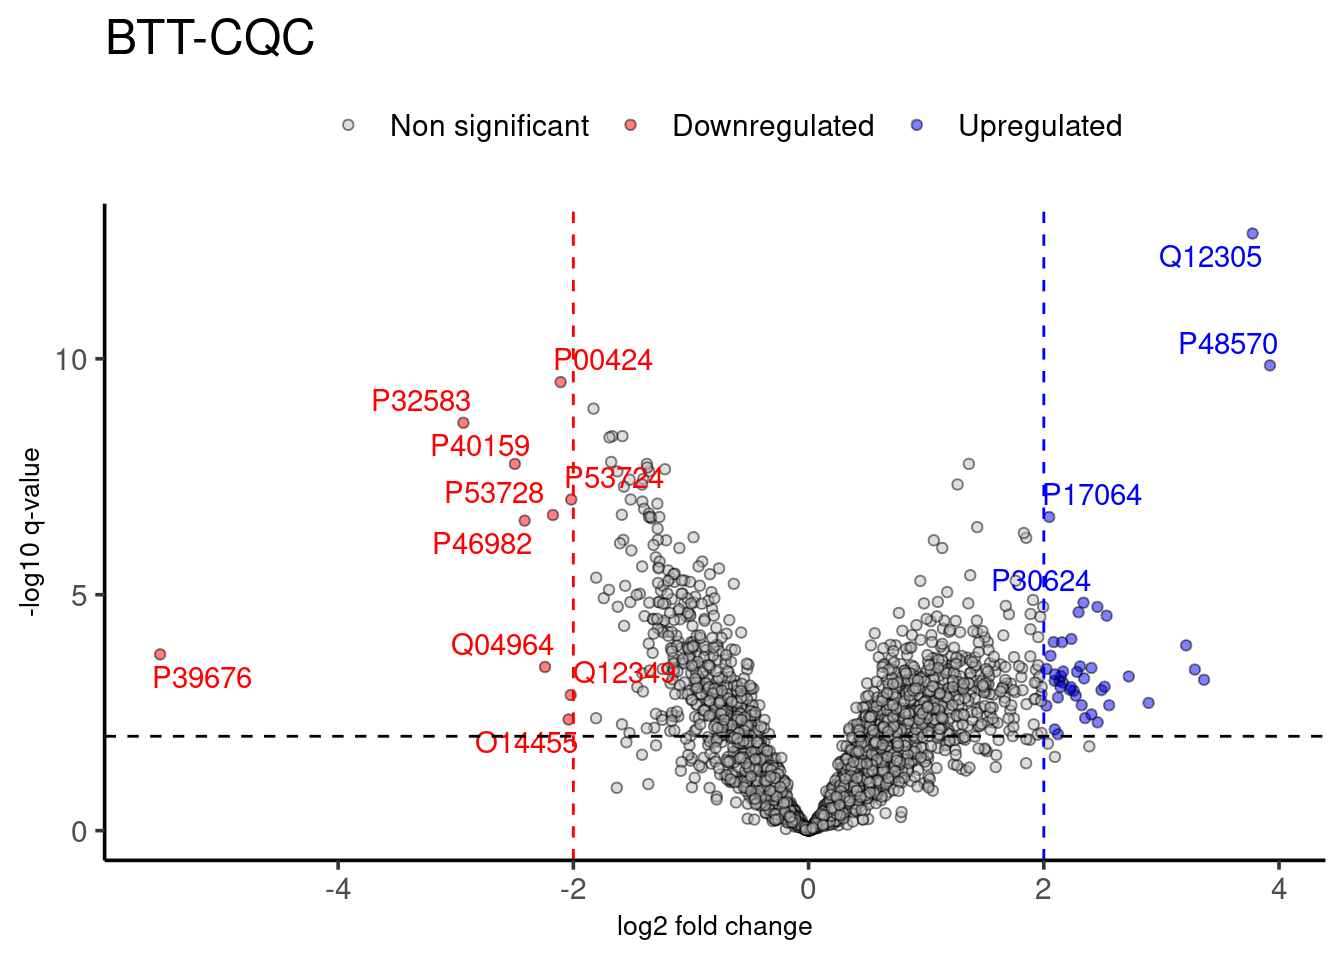 BTT-CQC
Non significant
Downregulated
Upregulated
Q12305
P48570
P00424
P32583
P40159
P53724
P53728
P17064
P46982
P30624
Q04964
Q12349
P39676
O14455
10
5
0
-log10 q-value
-4
-2
0
2
4
log2 fold change